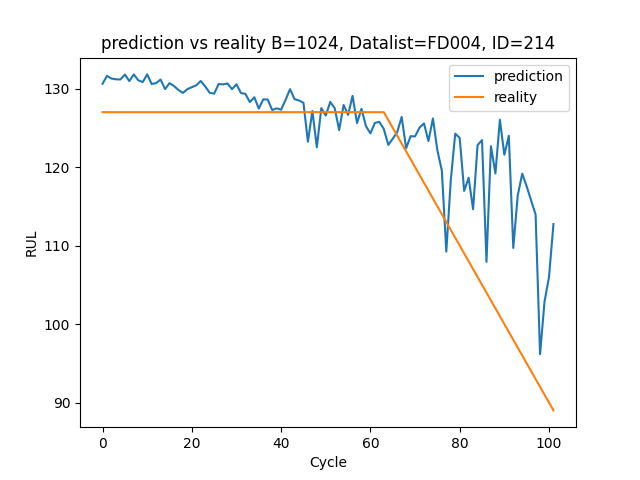 prediction vs reality B=1024, Datalist=FD004, ID=214
prediction
reality
130
120
110
100
90
RUL
0 20 40 60 80 100
Cycle